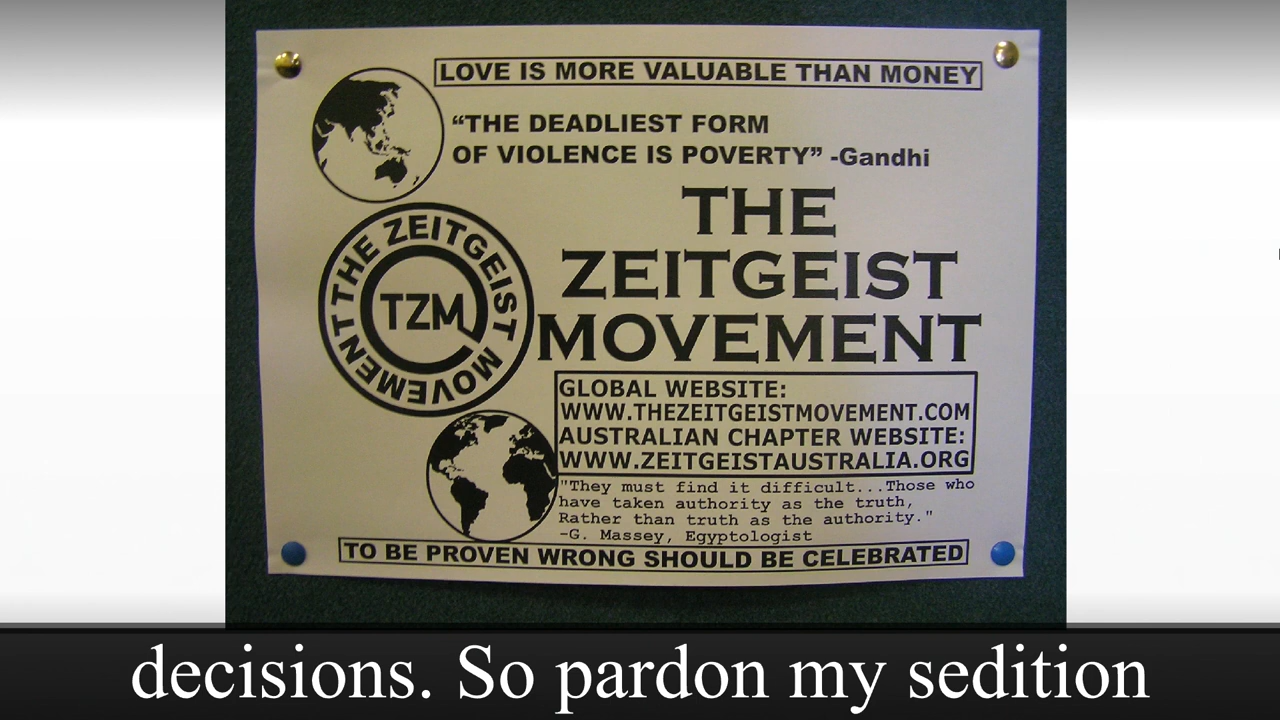 LOVE IS MORE VALUABLE THAN MONEY
“THE DEADLIEST FORM
OF VIOLENCE IS POVERTY” -Gandhi
THE
ZEITGEIST
MOVEMENT
THE ZEITGEIST MOVEMENT
TZM
GLOBAL WEBSITE:
WWW.THEZEITGEISTMOVEMENT.COM
AUSTRALIAN CHAPTER WEBSITE:
WWW.ZEITGEISTAUSTRALIA.ORG
"They must find it difficult...Those who
have taken authority as the truth,
Rather than truth as the authority."
-G. Massey, Egyptologist
TO BE PROVEN WRONG SHOULD BE CELEBRATED
decisions. So pardon my sedition